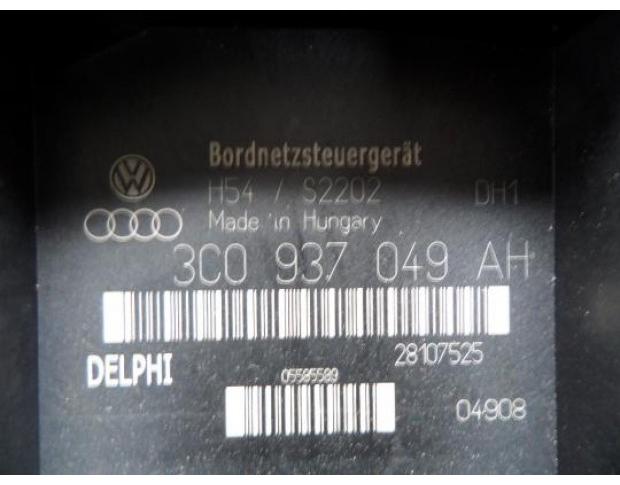 Bordnetzsteuergerät
H54 / S2202 DH1
Made in Hungary
3C0 937 049 AH
28107525
DELPHI
05585589
04908